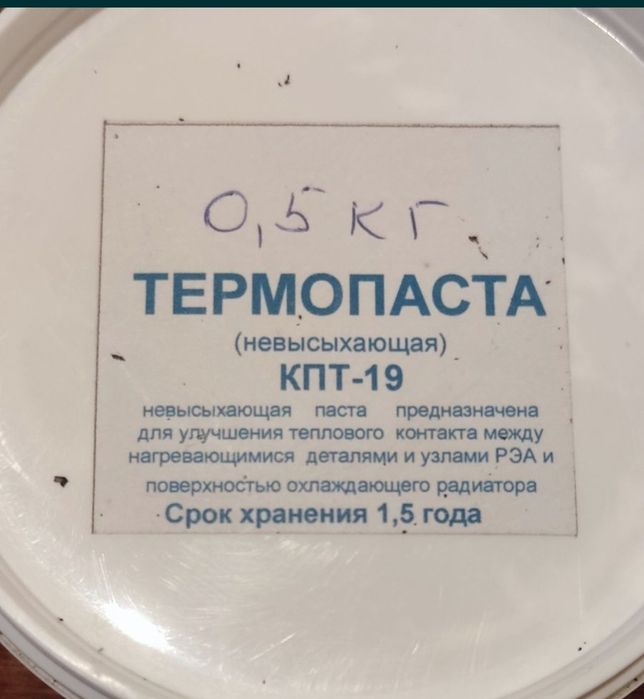 0,5 кг
ТЕРМОПАСТА
(невысыхающая)
КПТ-19
невысыхающая паста предназначена
для улучшения теплового контакта между
нагревающимися деталями и узлами РЭА и
поверхностью охлаждающего радиатора
Срок хранения 1,5 года